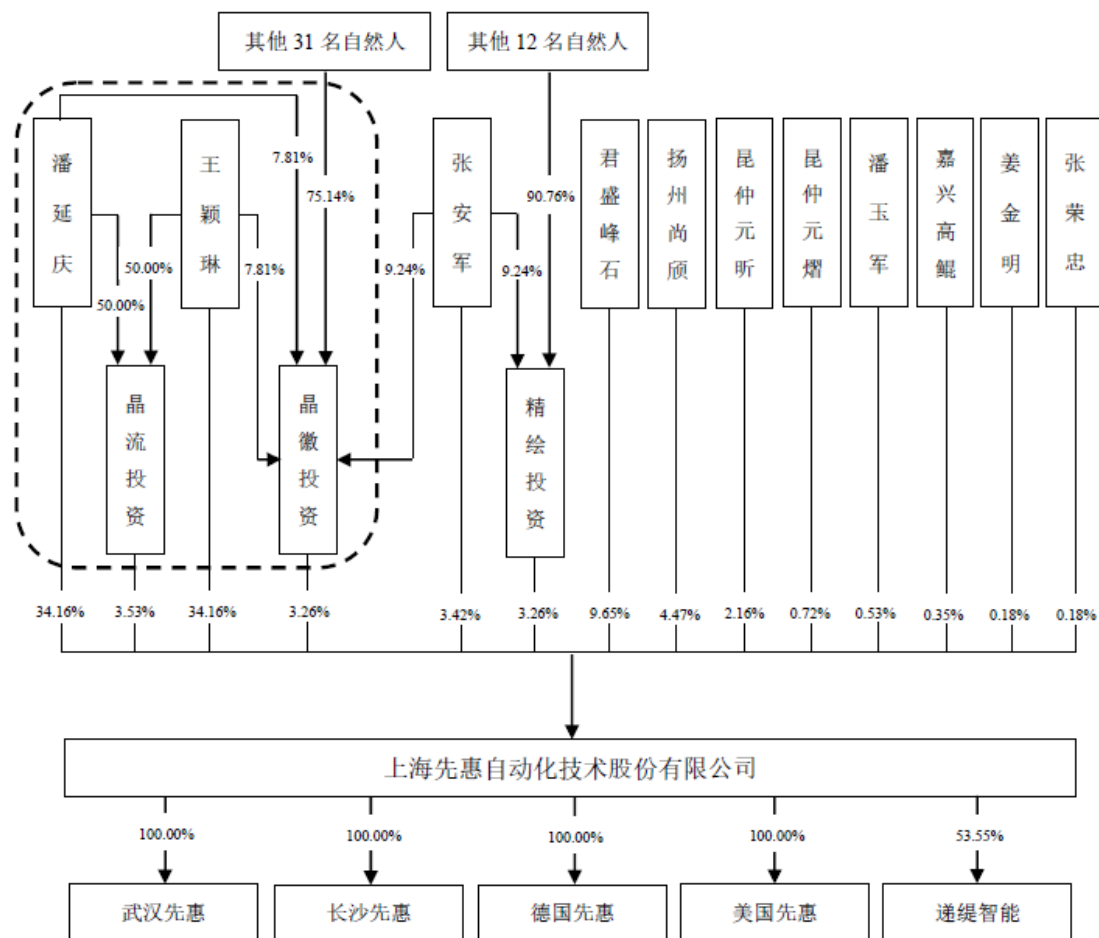 其他 31 名自然人
其他 12 名自然人
潘延庆
王颖琳
张安军
君盛峰石
扬州尚颀
昆仲元昕
昆仲元熠
潘玉军
嘉兴高鲲
姜金明
张荣忠
7.81%
75.14%
90.76%
50.00%
7.81%
9.24%
9.24%
50.00%
晶流投资
晶徽投资
精绘投资
34.16%
3.53%
34.16%
3.26%
3.42%
3.26%
9.65%
4.47%
2.16%
0.72%
0.53%
0.35%
0.18%
0.18%
上海先惠自动化技术股份有限公司
100.00%
100.00%
100.00%
100.00%
53.55%
武汉先惠
长沙先惠
德国先惠
美国先惠
递缇智能